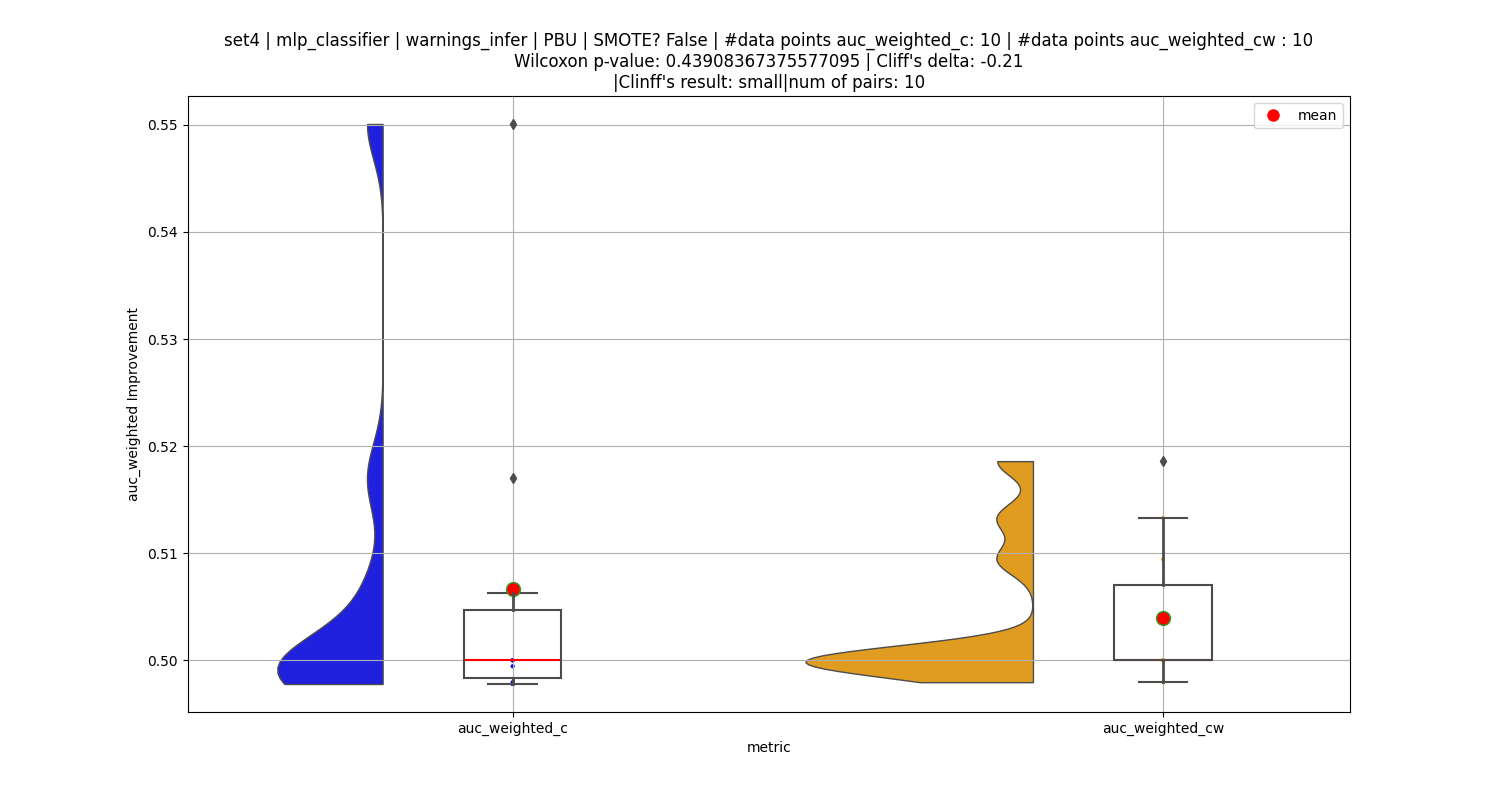 set4 | mlp_classifier | warnings_infer | PBU | SMOTE? False | #data points auc_weighted_c: 10 | #data points auc_weighted_cw : 10
Wilcoxon p-value: 0.43908367375577095 | Cliff's delta: -0.21
|Clinff's result: small|num of pairs: 10
mean
0.55
0.54
0.53
0.52
0.51
0.50
auc_weighted Improvement
auc_weighted_c
auc_weighted_cw
metric